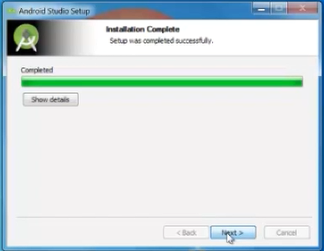 Android Studio Setup
Installation Complete
Setup was completed successfully.
Completed
Show details
< Back
Next >
Cancel